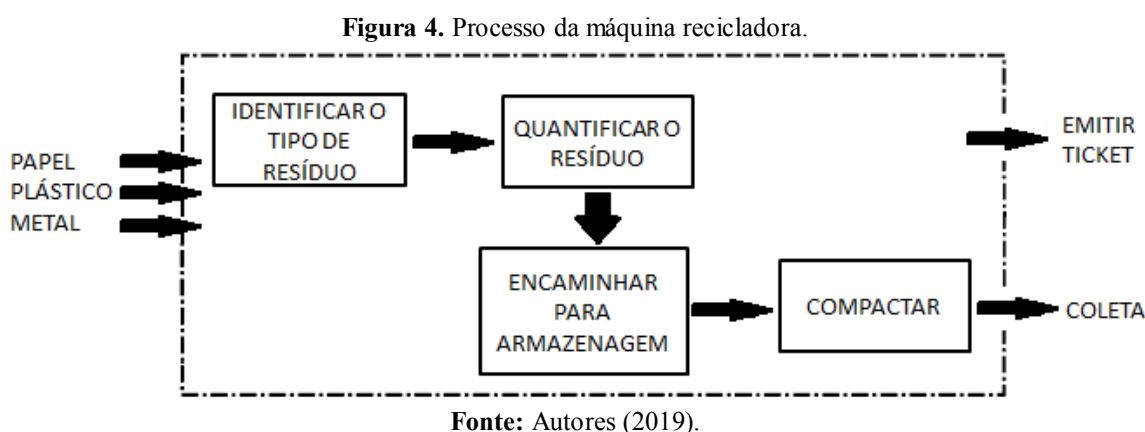 Figura 4. Processo da máquina recicladora.
PAPEL
PLÁSTICO
METAL
IDENTIFICAR O
TIPO DE
RESÍDUO
QUANTIFICAR O
RESÍDUO
EMITIR
TICKET
ENCAMINHAR
PARA
ARMAZENAGEM
COMPACTAR
COLETA
Fonte: Autores (2019).